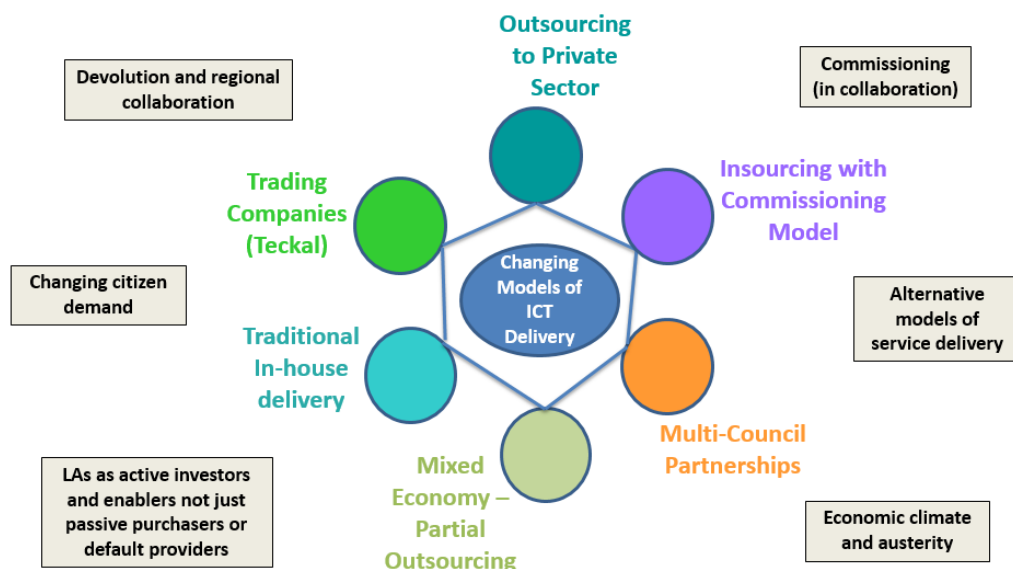 Outsourcing
to Private
Sector
Devolution and regional
collaboration
Commissioning
(in collaboration)
Trading
Companies
(Teckal)
Insourcing with
Commissioning
Model
Changing
Models of
ICT
Delivery
Changing citizen
demand
Alternative
models of
service delivery
Traditional
In-house
delivery
Multi-Council
Partnerships
Mixed
Economy –
Partial
Outsourcing
LAs as active investors
and enablers not just
passive purchasers or
default providers
Economic climate
and austerity